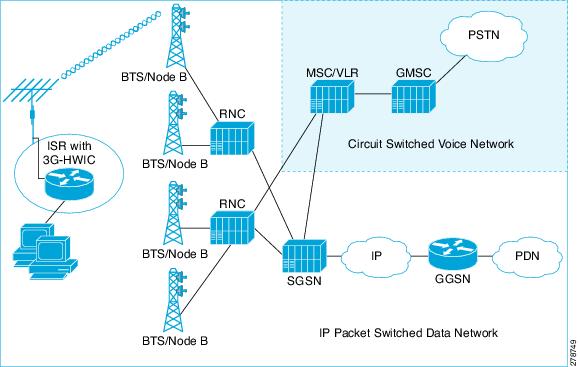 PSTN
MSC/VLR
GMSC
BTS/Node B
RNC
Circuit Switched Voice Network
ISR with
3G-HWIC
BTS/Node B
RNC
BTS/Node B
IP
PDN
SGSN
GGSN
BTS/Node B
IP Packet Switched Data Network
278749